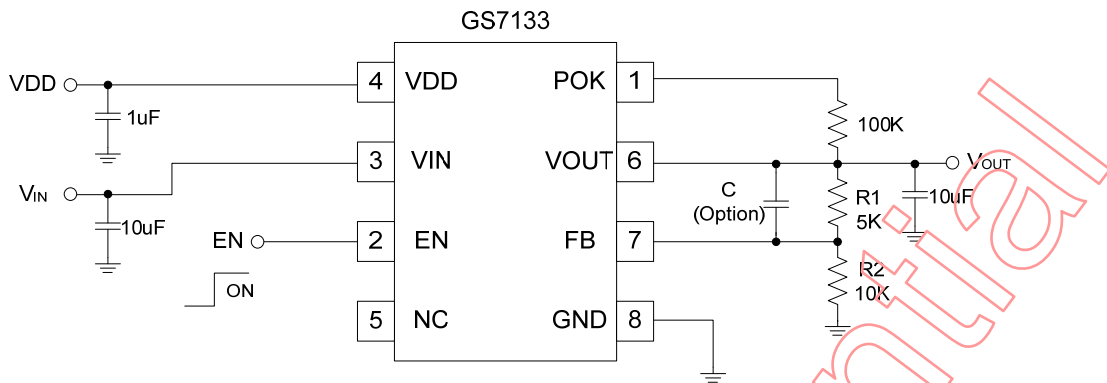 GS7133
VDD
4
VDD
POK
1
1uF
100K
VIN
3
VIN
VOUT
6
VOUT
10uF
C
(Option)
R1
5K
10uF
EN
2
EN
FB
7
ON
R2
10K
5
NC
GND
8
ntial